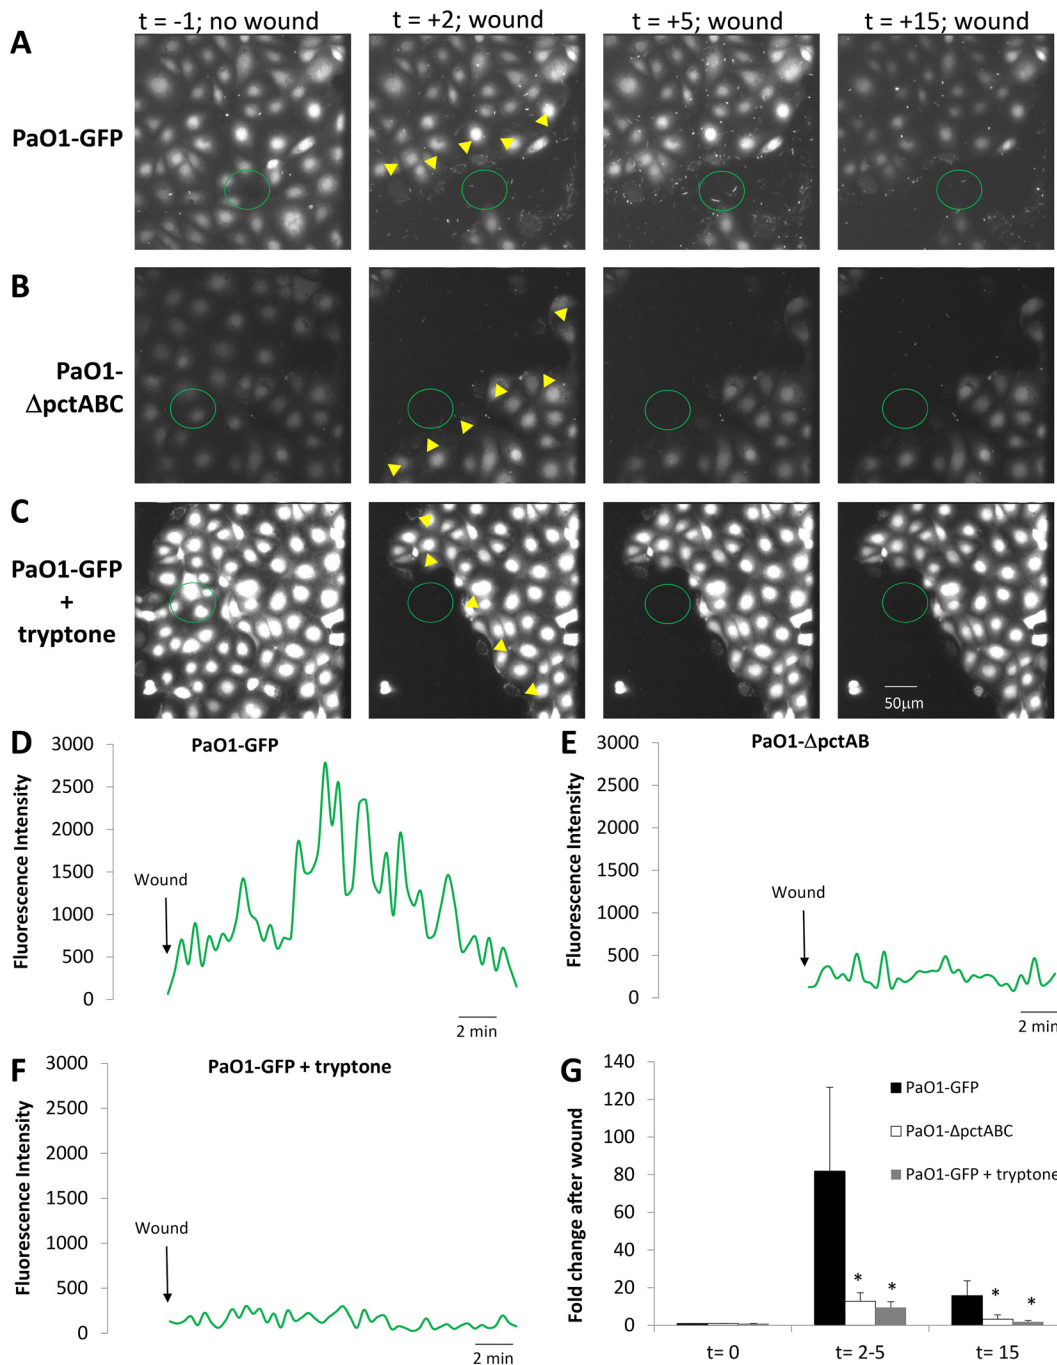 t = -1; no wound
t = +2; wound
t = +5; wound
t = +15; wound
A
PaO1-GFP
B
PaO1-
ΔpctABC
C
PaO1-GFP
+
tryptone
50μm
D
PaO1-GFP
3000
2500
2000
1500
1000
500
0
Fluorescence Intensity
Wound
2 min
E
PaO1-ΔpctAB
3000
2500
2000
1500
1000
500
0
Fluorescence Intensity
Wound
2 min
F
PaO1-GFP + tryptone
3000
2500
2000
1500
1000
500
0
Fluorescence Intensity
Wound
2 min
G
140
120
100
80
60
40
20
0
Fold change after wound
PaO1-GFP
PaO1-ΔpctABC
PaO1-GFP + tryptone
* *
* *
t= 0
t= 2-5
t= 15